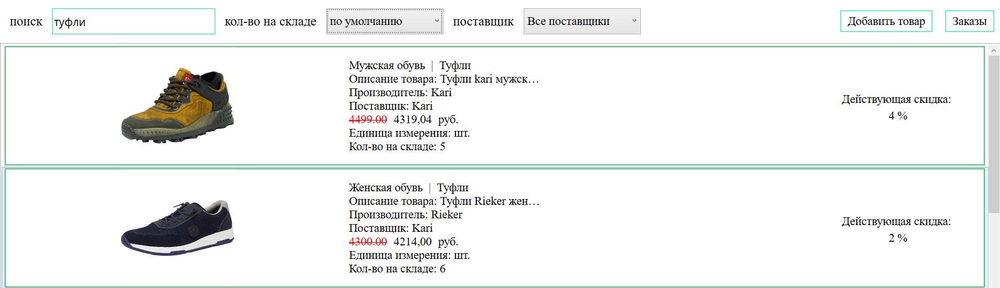 поиск туфли кол-во на складе по умолчанию поставщик Все поставщики Добавить товар Заказы
Мужская обувь | Туфли
Описание товара: Туфли kari мужск…
Производитель: Kari
Поставщик: Kari
4499.00 4319,04 руб.
Единица измерения: шт.
Кол-во на складе: 5
Действующая скидка:
4 %
Женская обувь | Туфли
Описание товара: Туфли Rieker жен…
Производитель: Rieker
Поставщик: Kari
4300.00 4214,00 руб.
Единица измерения: шт.
Кол-во на складе: 6
Действующая скидка:
2 %